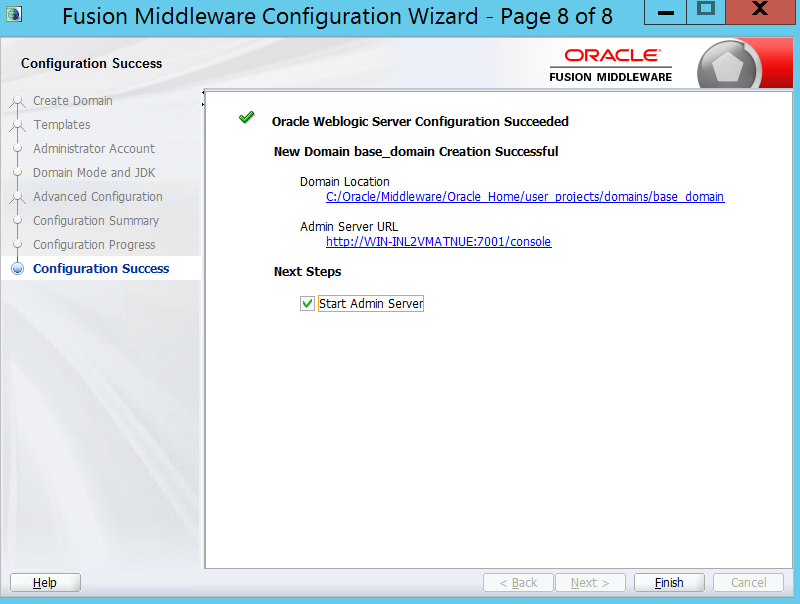 Fusion Middleware Configuration Wizard - Page 8 of 8
Configuration Success
ORACLE
FUSION MIDDLEWARE
Create Domain
Templates
Administrator Account
Domain Mode and JDK
Advanced Configuration
Configuration Summary
Configuration Progress
Configuration Success
Oracle Weblogic Server Configuration Succeeded
New Domain base_domain Creation Successful
Domain Location
C:/Oracle/Middleware/Oracle_Home/user_projects/domains/base_domain
Admin Server URL
http://WIN-INL2VMATNUE:7001/console
Next Steps
Start Admin Server
Help
< Back
Next >
Finish
Cancel